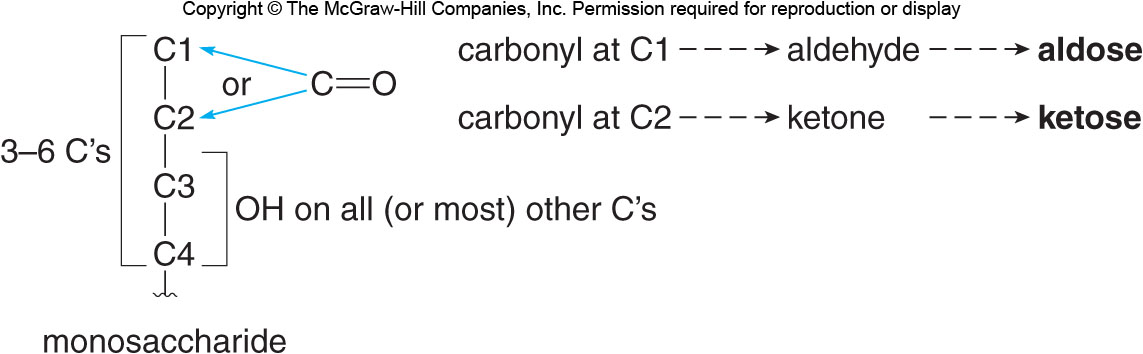 Copyright © The McGraw-Hill Companies, Inc. Permission required for reproduction or display
C1
or
C=O
C2
3–6 C's
C3
C4
OH on all (or most) other C's
monosaccharide
carbonyl at C1 ---→ aldehyde ---→ aldose
carbonyl at C2 ---→ ketone ---→ ketose